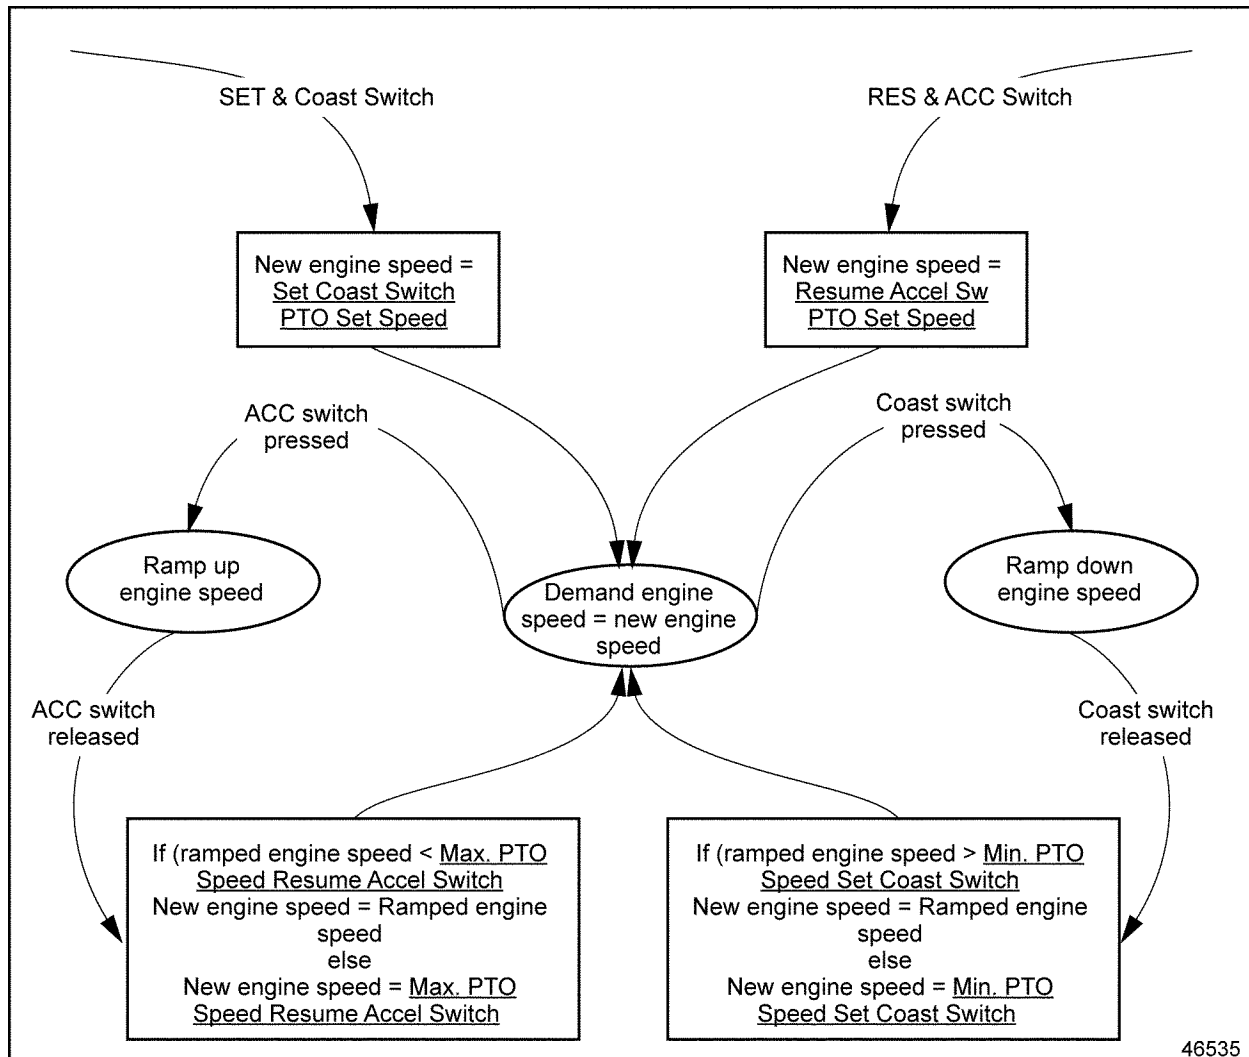 SET & Coast Switch
RES & ACC Switch
New engine speed =
Set Coast Switch
PTO Set Speed
New engine speed =
Resume Accel Sw
PTO Set Speed
ACC switch
pressed
Coast switch
pressed
Ramp up
engine speed
Demand engine
speed = new engine
speed
Ramp down
engine speed
ACC switch
released
Coast switch
released
If (ramped engine speed < Max. PTO
Speed Resume Accel Switch
New engine speed = Ramped engine
speed
else
New engine speed = Max. PTO
Speed Resume Accel Switch
If (ramped engine speed > Min. PTO
Speed Set Coast Switch
New engine speed = Ramped engine
speed
else
New engine speed = Min. PTO
Speed Set Coast Switch
46535